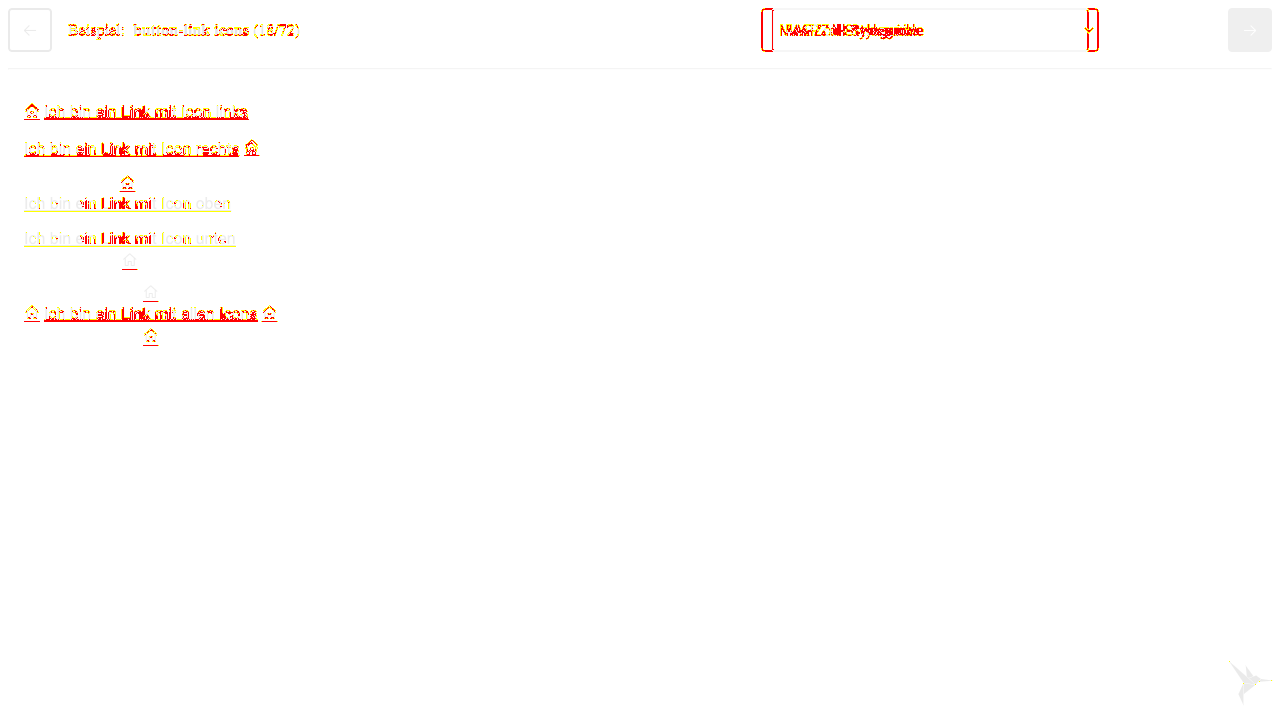 Beispiel: button-link icons (16/72)
Ich bin ein Link mit Icon links
Ich bin ein Link mit Icon rechts
Ich bin ein Link mit Icon oben
Ich bin ein Link mit Icon unten
Ich bin ein Link mit allen Icons